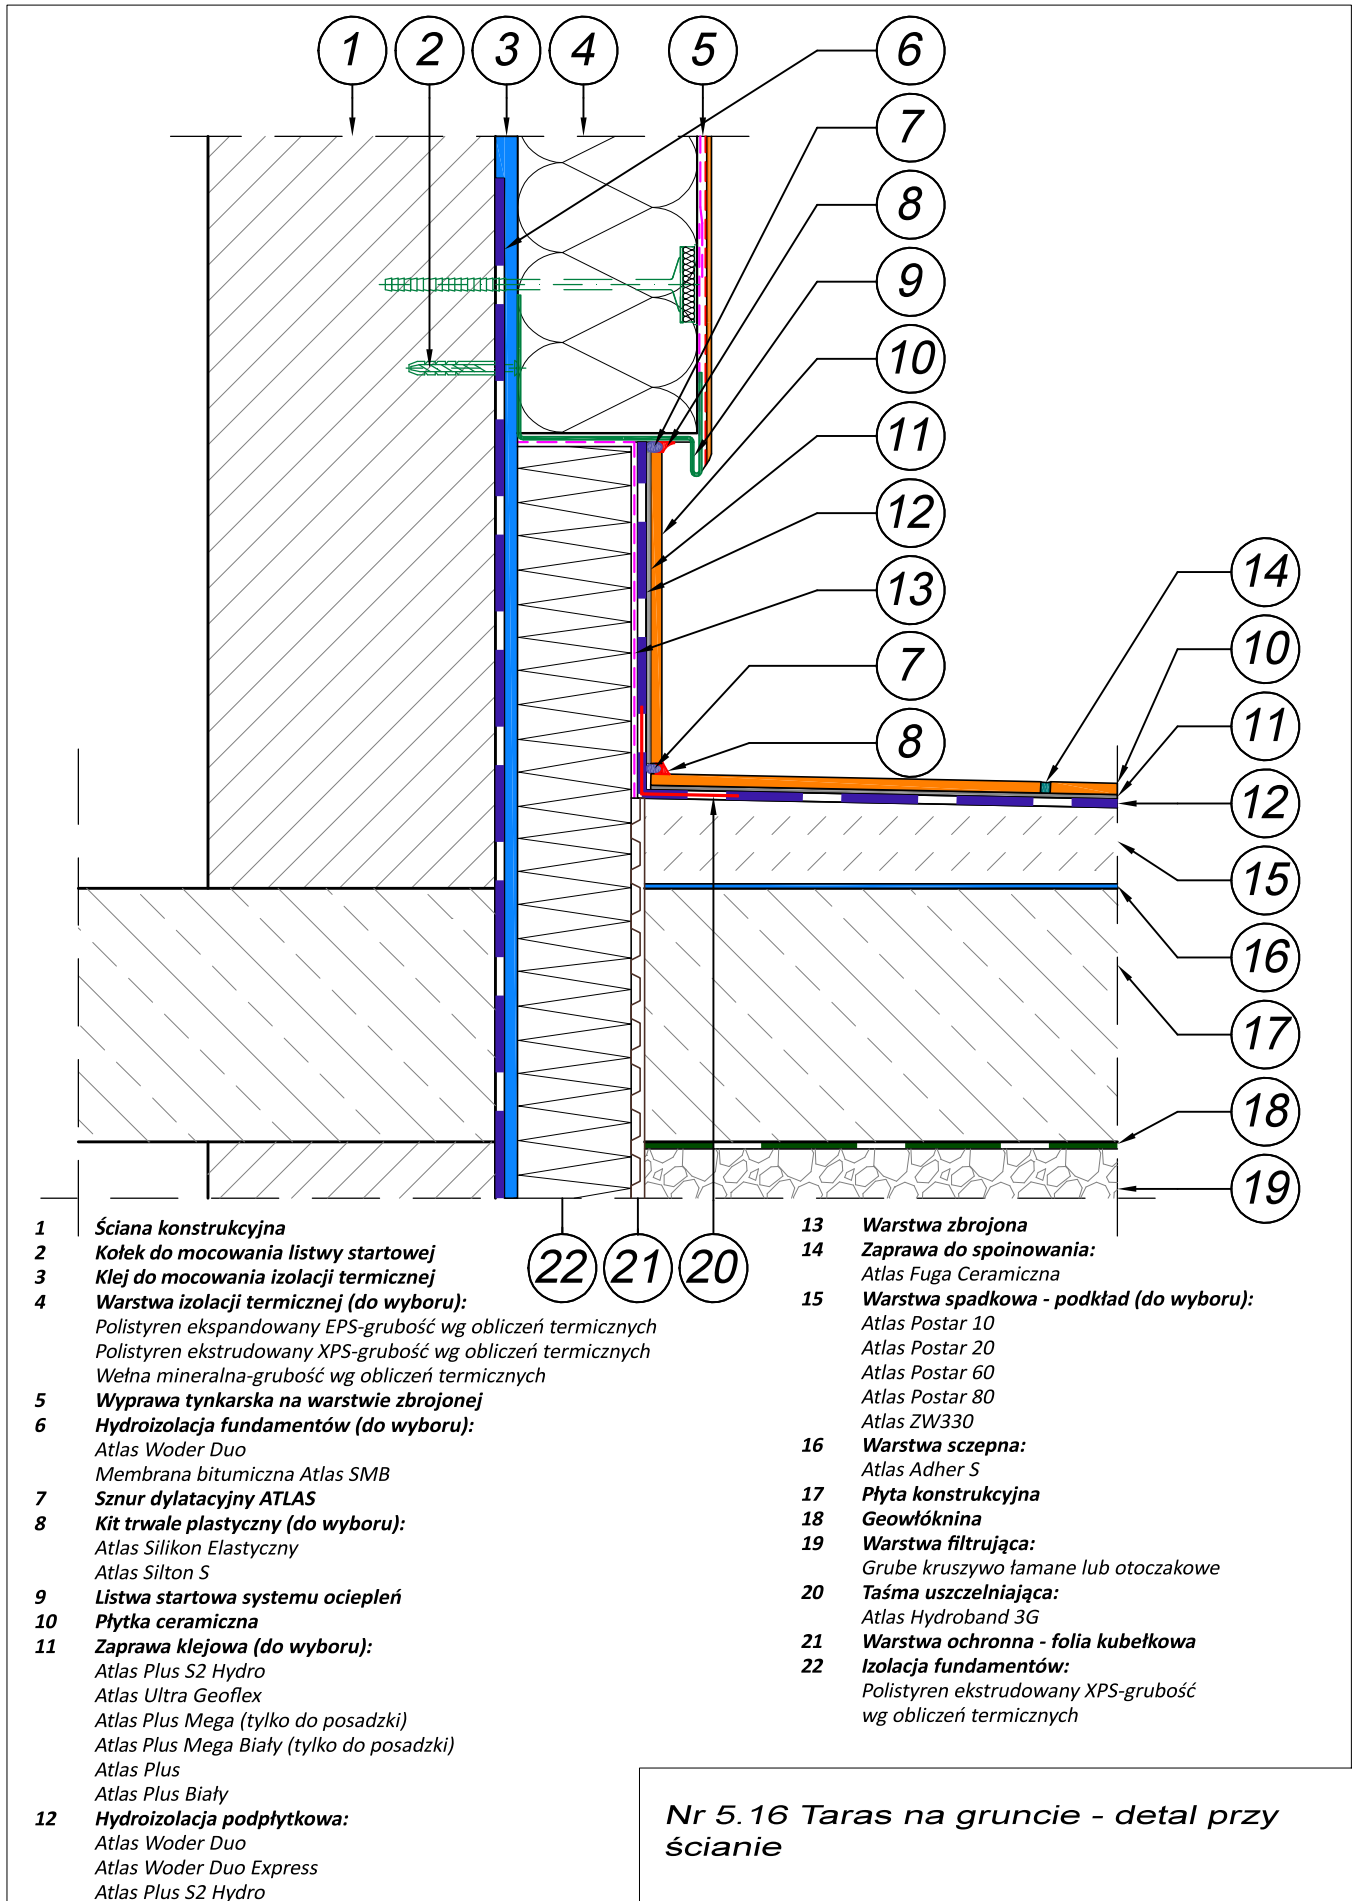 1 2 3 4 5 6
7
8
9
10
11
12
13
7
8
14
10
11
12
15
16
17
18
19
22 21 20
1 Ściana konstrukcyjna
2 Kołek do mocowania listwy startowej
3 Klej do mocowania izolacji termicznej
4 Warstwa izolacji termicznej (do wyboru):
Polistyren ekspandowany EPS-grubość wg obliczeń termicznych
Polistyren ekstrudowany XPS-grubość wg obliczeń termicznych
Wełna mineralna-grubość wg obliczeń termicznych
5 Wyprawa tynkarska na warstwie zbrojonej
6 Hydroizolacja fundamentów (do wyboru):
Atlas Woder Duo
Membrana bitumiczna Atlas SMB
7 Sznur dylatacyjny ATLAS
8 Kit trwale plastyczny (do wyboru):
Atlas Silikon Elastyczny
Atlas Silton S
9 Listwa startowa systemu ociepleń
10 Płytka ceramiczna
11 Zaprawa klejowa (do wyboru):
Atlas Plus S2 Hydro
Atlas Ultra Geoflex
Atlas Plus Mega (tylko do posadzki)
Atlas Plus Mega Biały (tylko do posadzki)
Atlas Plus
Atlas Plus Biały
12 Hydroizolacja podpłytkowa:
Atlas Woder Duo
Atlas Woder Duo Express
Atlas Plus S2 Hydro
13 Warstwa zbrojona
14 Zaprawa do spoinowania:
Atlas Fuga Ceramiczna
15 Warstwa spadkowa - podkład (do wyboru):
Atlas Postar 10
Atlas Postar 20
Atlas Postar 60
Atlas Postar 80
Atlas ZW330
16 Warstwa sczepna:
Atlas Adher S
17 Płyta konstrukcyjna
18 Geowłóknina
19 Warstwa filtrująca:
Grube kruszywo łamane lub otoczakowe
20 Taśma uszczelniająca:
Atlas Hydroband 3G
21 Warstwa ochronna - folia kubełkowa
22 Izolacja fundamentów:
Polistyren ekstrudowany XPS-grubość
wg obliczeń termicznych
Nr 5.16 Taras na gruncie - detal przy
ścianie